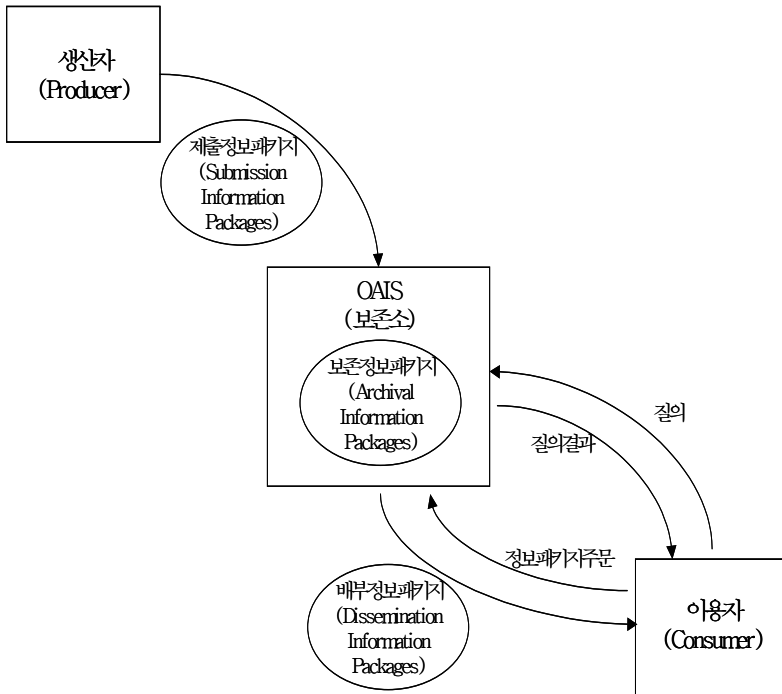 생산자
(Producer)
제출정보패키지
(Submission
Information
Packages)
OAIS
(보존소)
보존정보패키지
(Archival
Information
Packages)
질의
질의결과
정보패키지주문
배부정보패키지
(Dissemination
Information
Packages)
이용자
(Consumer)